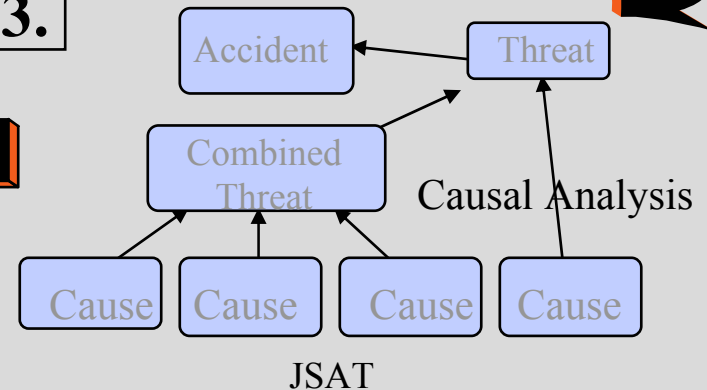 3.
Accident
Threat
Combined
Threat
Causal Analysis
Cause
Cause
Cause
Cause
JSAT